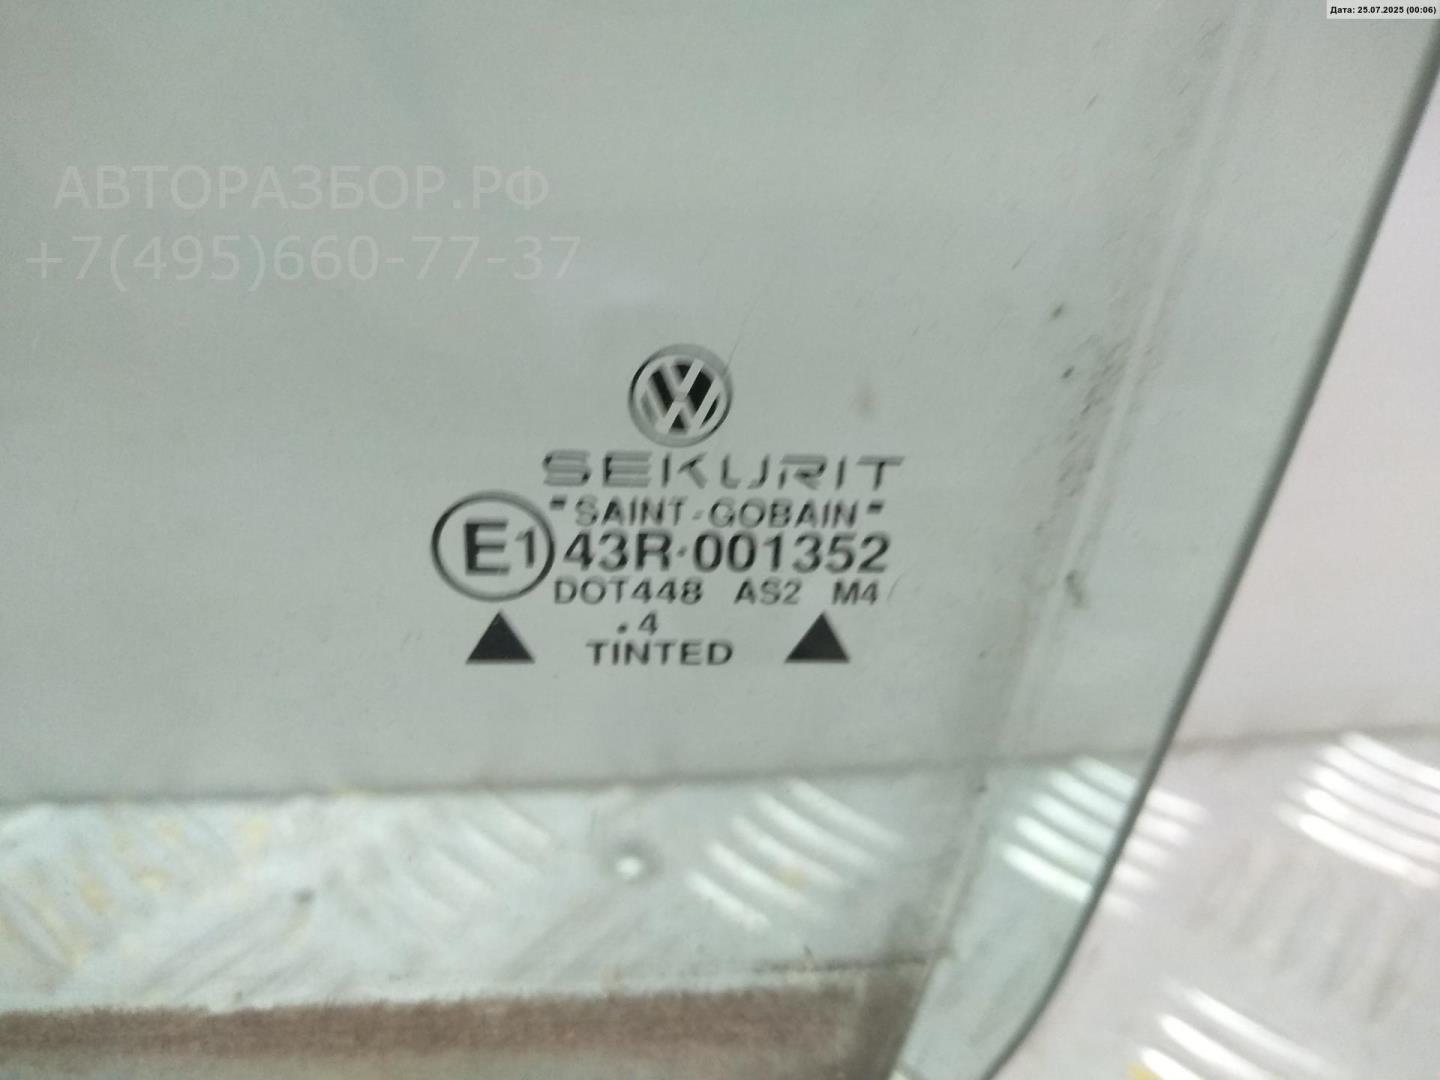 Дата: 25.07.2025 (00:06)
АВТОРАЗБОР.РФ
+7(495)660-77-37
SEKURIT
"SAINT-GOBAIN"
E1 43R·001352
DOT448 AS2 M4
.4
TINTED